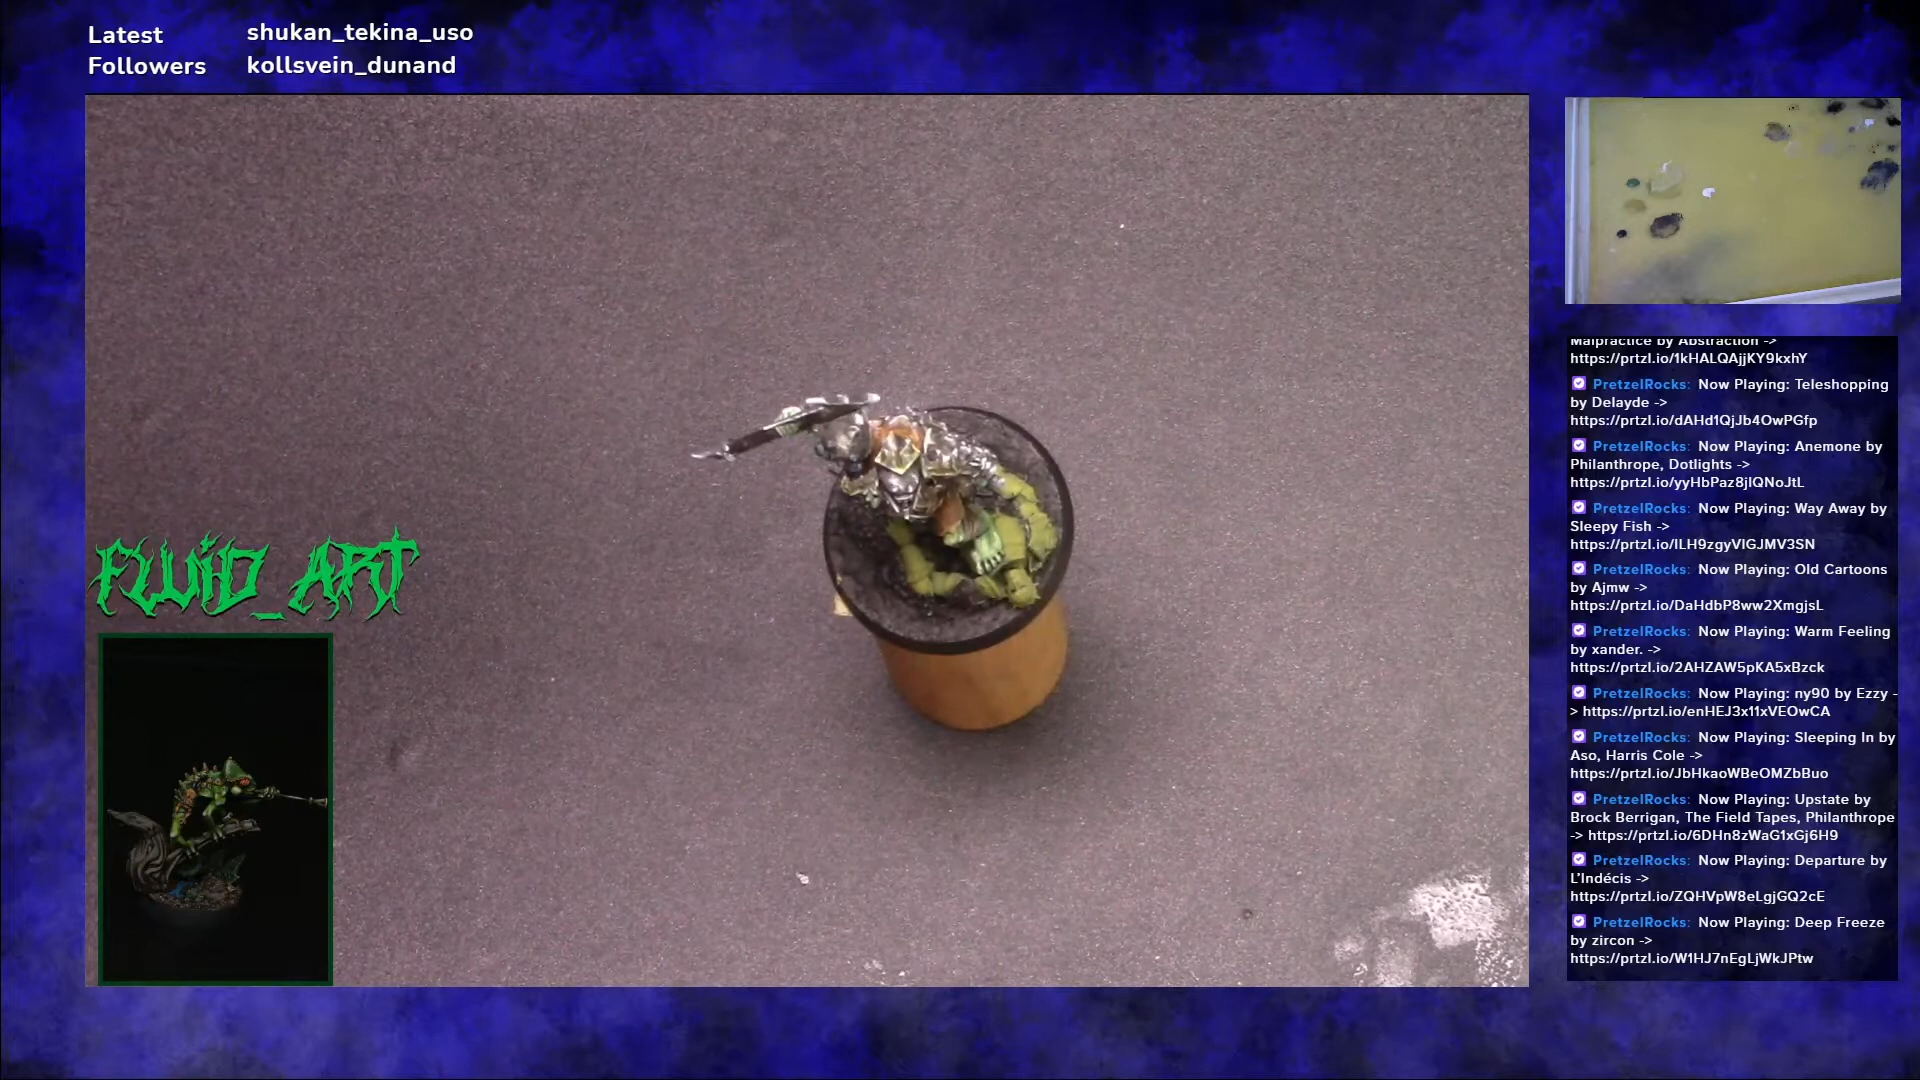 Latest
Followers
shukan_tekina_uso
kollsvein_dunand
FLUID_ART
Malpractice by Abstraction ->
https://prtzl.io/1kHALQAjjKY9kxhY
PretzelRocks: Now Playing: Teleshopping
by Delayde ->
https://prtzl.io/dAHd1QjJb4OwPGfp
PretzelRocks: Now Playing: Anemone by
Philanthrope, Dotlights ->
https://prtzl.io/yyHbPaz8jlQNoJtL
PretzelRocks: Now Playing: Way Away by
Sleepy Fish ->
https://prtzl.io/lLH9zgyVlGJMV3SN
PretzelRocks: Now Playing: Old Cartoons
by Ajmw ->
https://prtzl.io/DaHdbP8ww2XmgjsL
PretzelRocks: Now Playing: Warm Feeling
by xander. ->
https://prtzl.io/2AHZAW5pKA5xBzck
PretzelRocks: Now Playing: ny90 by Ezzy -
> https://prtzl.io/enHEJ3x11xVEOwCA
PretzelRocks: Now Playing: Sleeping In by
Aso, Harris Cole ->
https://prtzl.io/JbHkaoWBeOMZbBuo
PretzelRocks: Now Playing: Upstate by
Brock Berrigan, The Field Tapes, Philanthrope
-> https://prtzl.io/6DHn8zWaG1xGj6H9
PretzelRocks: Now Playing: Departure by
L'Indécis ->
https://prtzl.io/ZQHVpW8eLgjGQ2cE
PretzelRocks: Now Playing: Deep Freeze
by zircon ->
https://prtzl.io/W1HJ7nEgLjWkJPtw